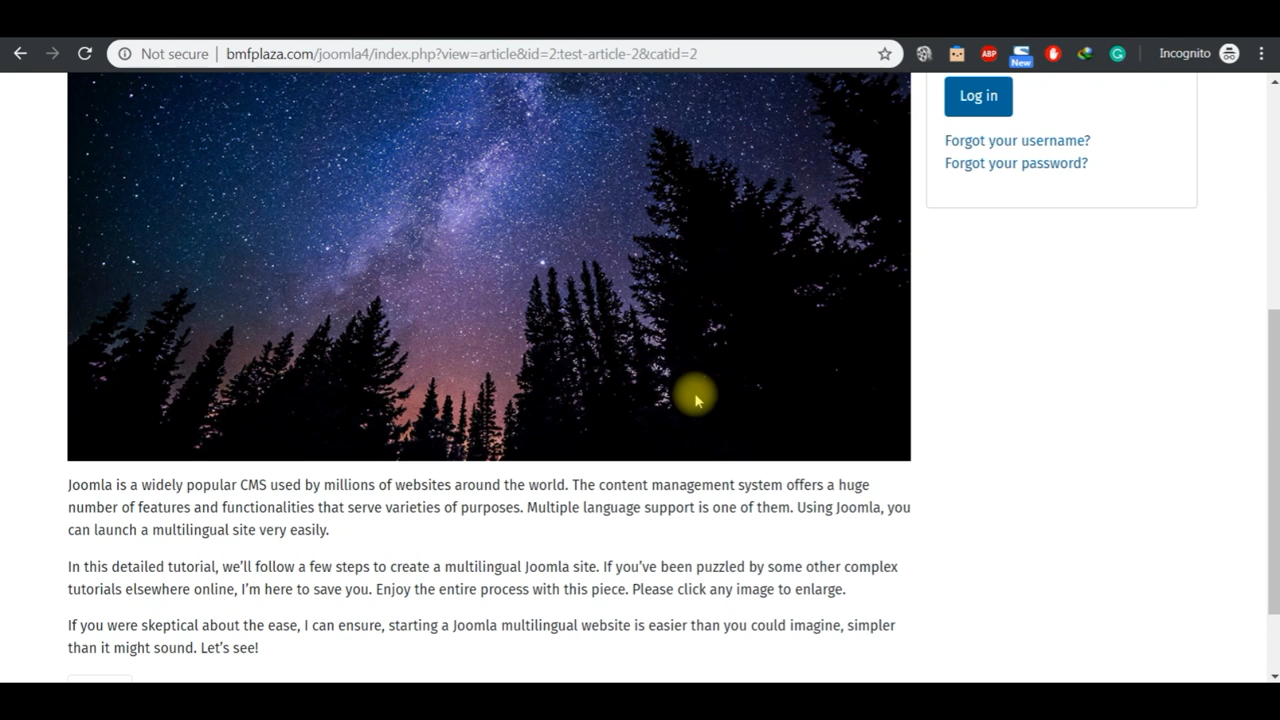 Not secure
bmfplaza.com/joomla4/index.php?view=article&id=2:test-article-2&catid=2
ABP
New
Incognito
Log in
Forgot your username?
Forgot your password?
Joomla is a widely popular CMS used by millions of websites around the world. The content management system offers a huge
number of features and functionalities that serve varieties of purposes. Multiple language support is one of them. Using Joomla, you
can launch a multilingual site very easily.
In this detailed tutorial, we’ll follow a few steps to create a multilingual Joomla site. If you’ve been puzzled by some other complex
tutorials elsewhere online, I’m here to save you. Enjoy the entire process with this piece. Please click any image to enlarge.
If you were skeptical about the ease, I can ensure, starting a Joomla multilingual website is easier than you could imagine, simpler
than it might sound. Let’s see!